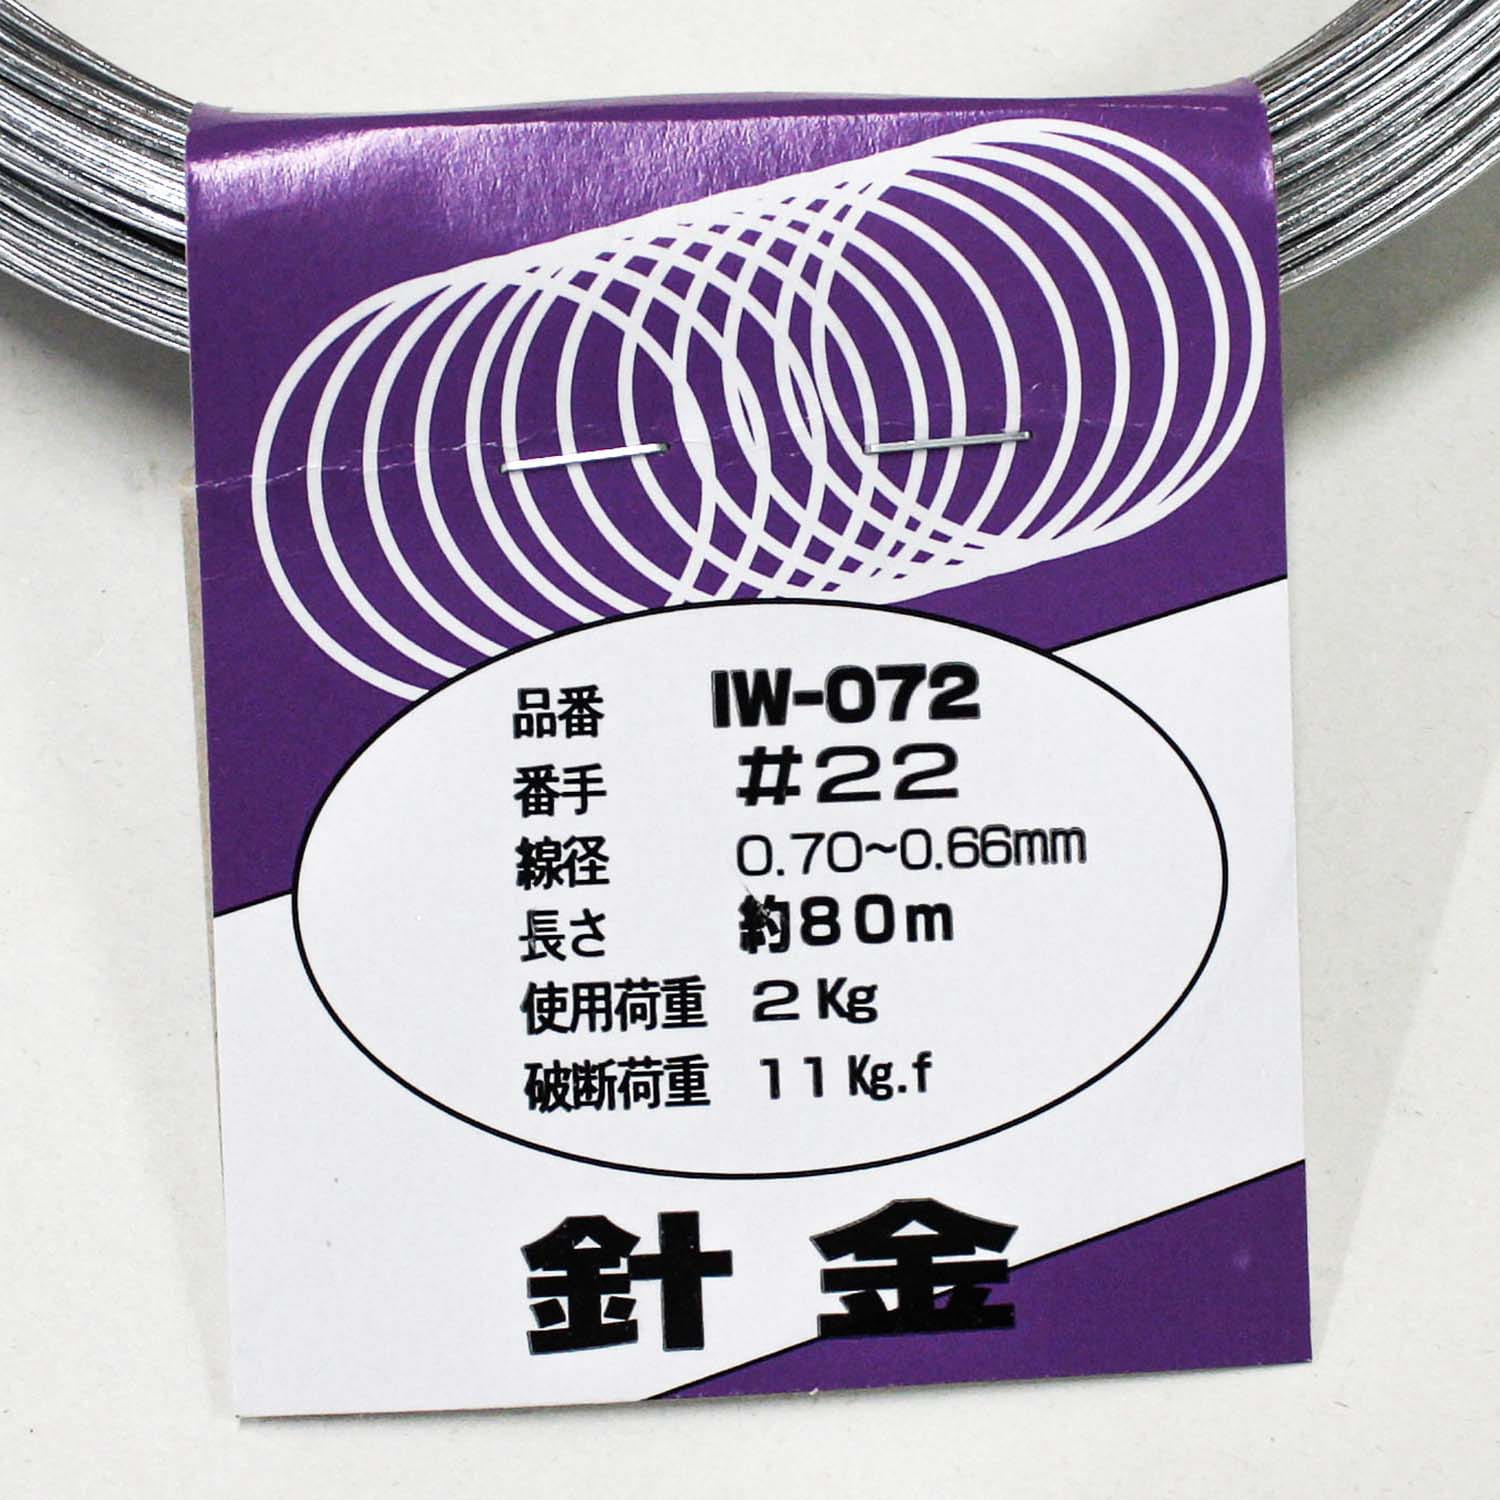 品番 IW-072
番手 #22
線径 0.70~0.66mm
長さ 約80m
使用荷重 2Kg
破断荷重 11Kg.f
針金